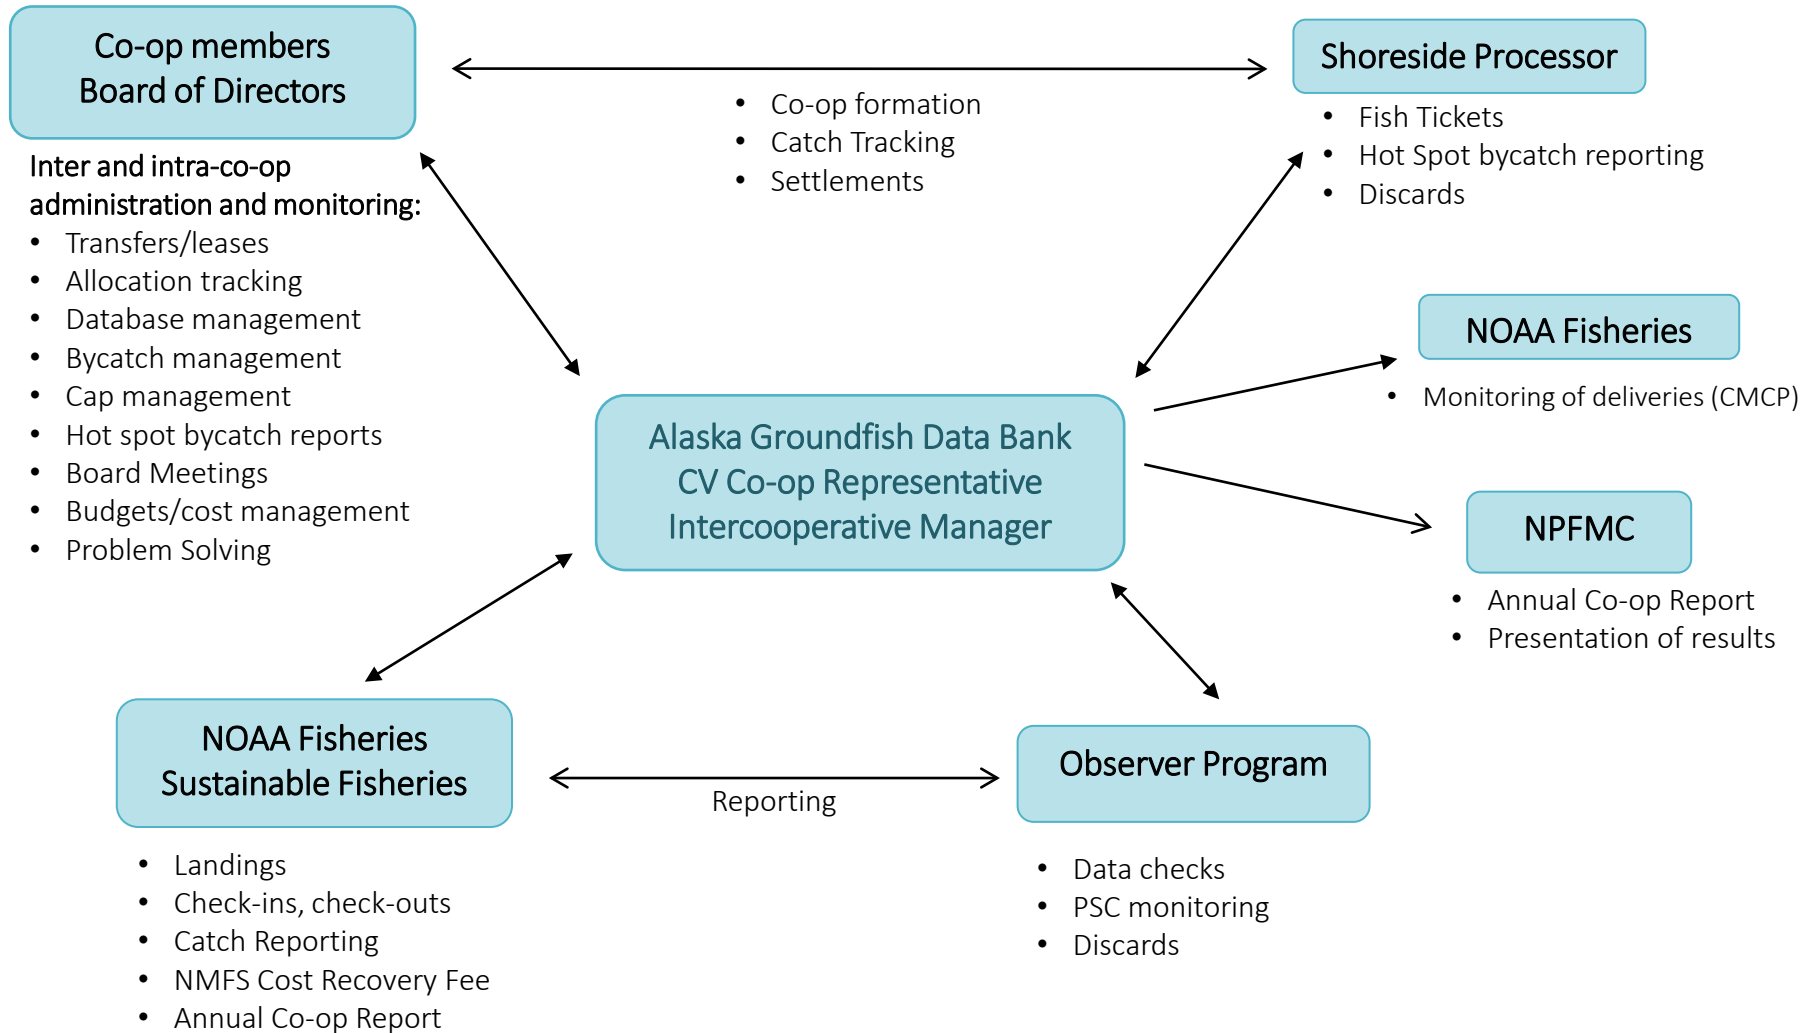 Co-op members
Board of Directors
Inter and intra-co-op
administration and monitoring:
• Transfers/leases
• Allocation tracking
• Database management
• Bycatch management
• Cap management
• Hot spot bycatch reports
• Board Meetings
• Budgets/cost management
• Problem Solving
• Co-op formation
• Catch Tracking
• Settlements
Shoreside Processor
• Fish Tickets
• Hot Spot bycatch reporting
• Discards
NOAA Fisheries
• Monitoring of deliveries (CMCP)
Alaska Groundfish Data Bank
CV Co-op Representative
Intercooperative Manager
NPFMC
• Annual Co-op Report
• Presentation of results
NOAA Fisheries
Sustainable Fisheries
• Landings
• Check-ins, check-outs
• Catch Reporting
• NMFS Cost Recovery Fee
• Annual Co-op Report
Reporting
Observer Program
• Data checks
• PSC monitoring
• Discards